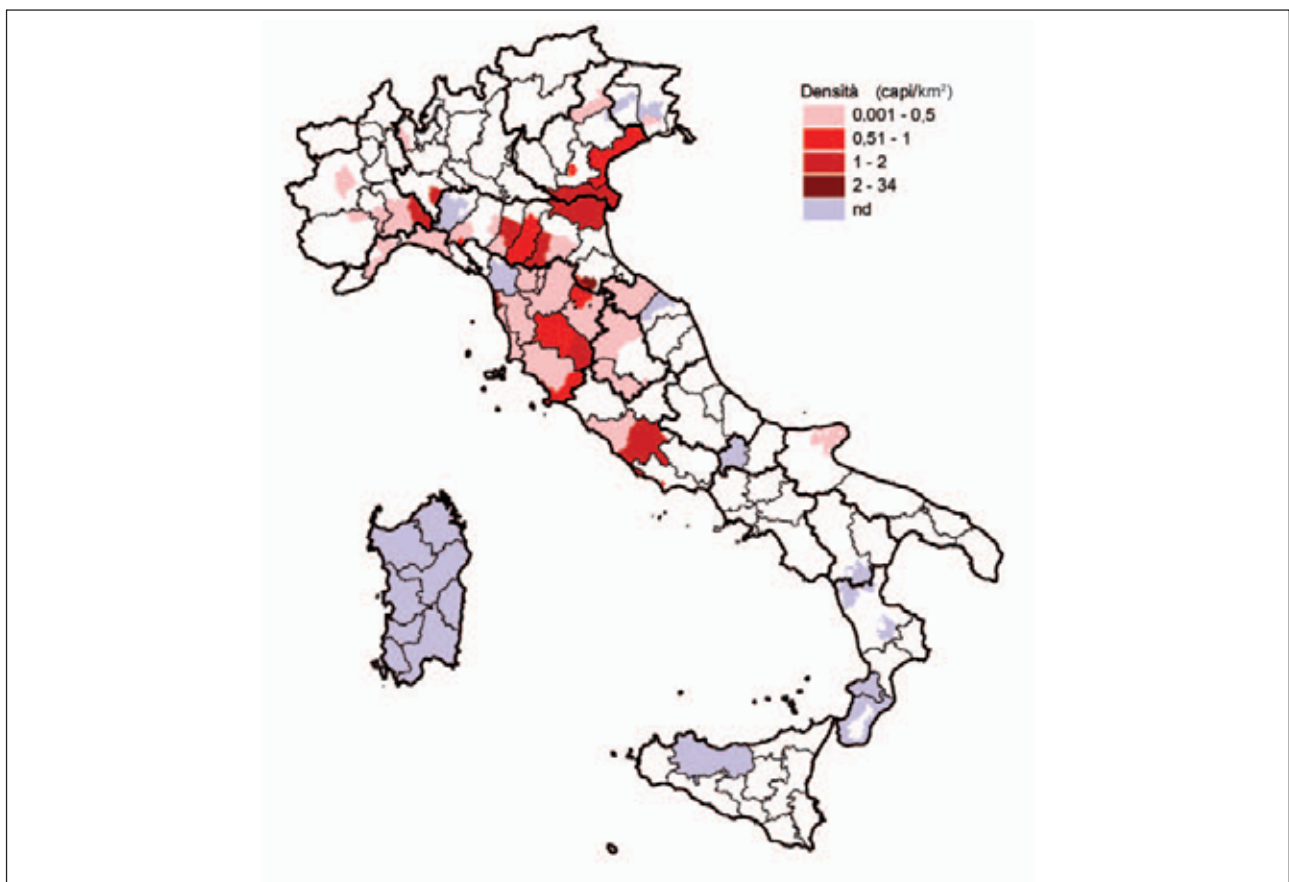 Densità (capi/km²)
0.001 - 0,5
0,51 - 1
1 - 2
2 - 34
nd